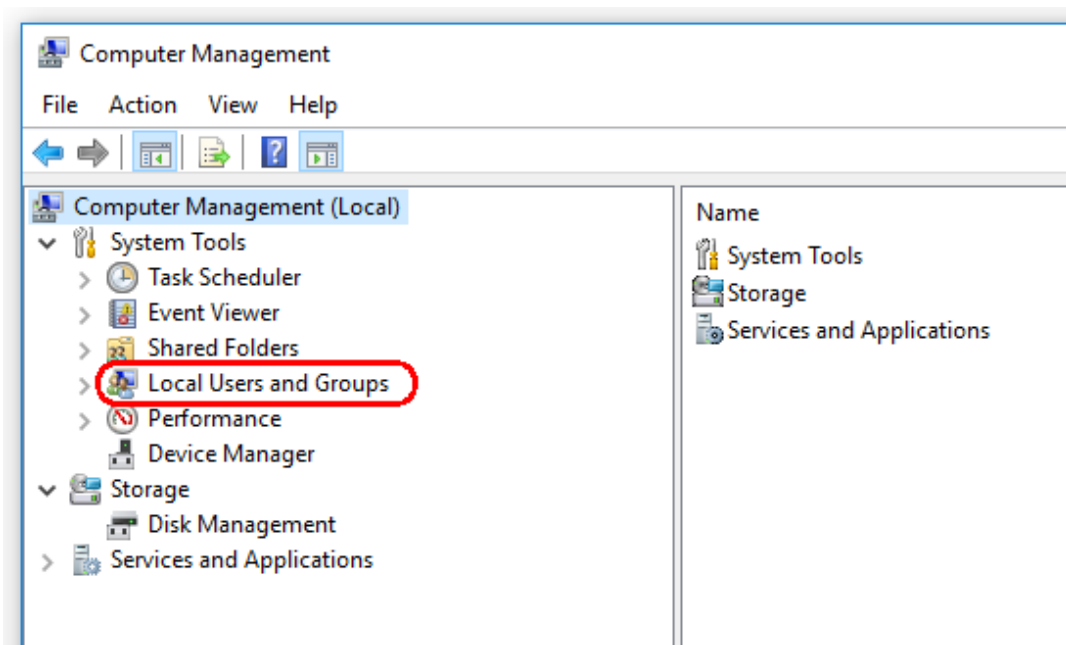 Computer Management
File Action View Help
Computer Management (Local)
System Tools
Task Scheduler
Event Viewer
Shared Folders
Local Users and Groups
Performance
Device Manager
Storage
Disk Management
Services and Applications
Name
System Tools
Storage
Services and Applications